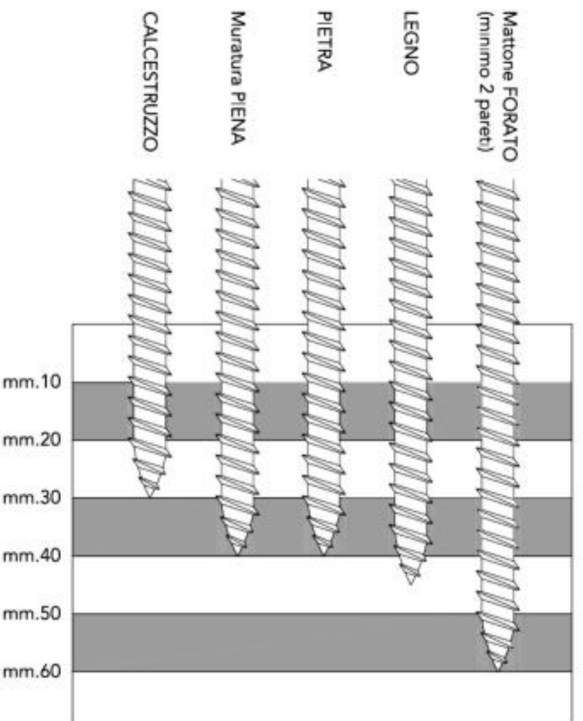 CALCESTRUZZO
Muratura PIENA
PIETRA
LEGNO
Mattone FORATO
(minimo 2 pareti)
mm.10
mm.20
mm.30
mm.40
mm.50
mm.60